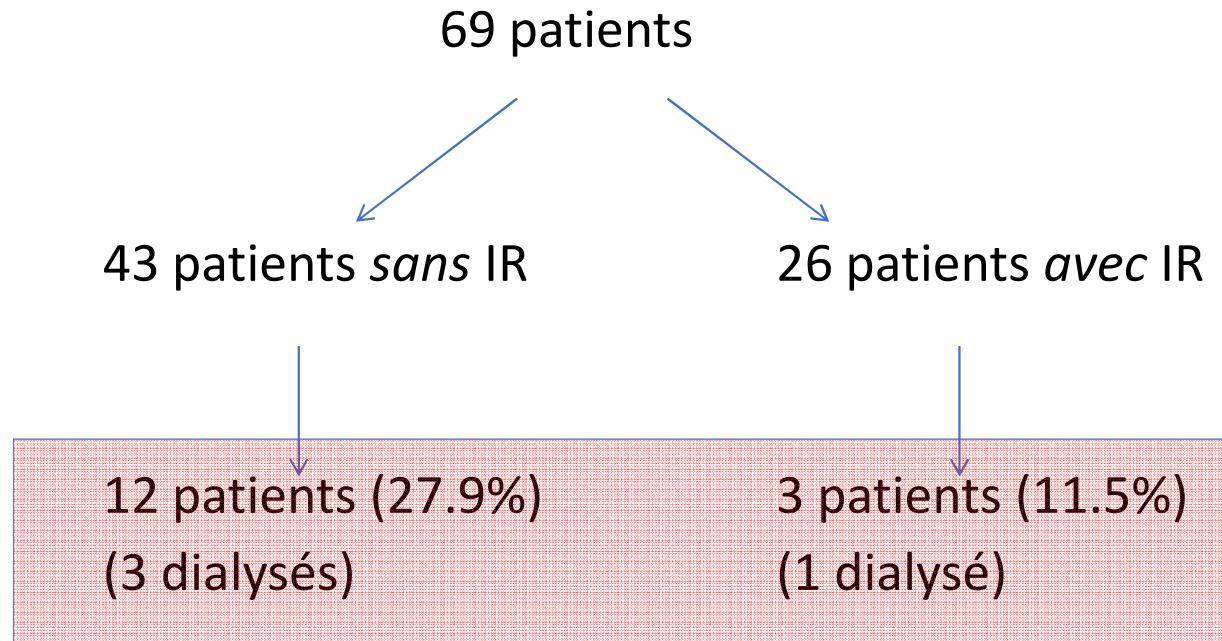 69 patients
43 patients sans IR
26 patients avec IR
12 patients (27.9%)
(3 dialysés)
3 patients (11.5%)
(1 dialysé)